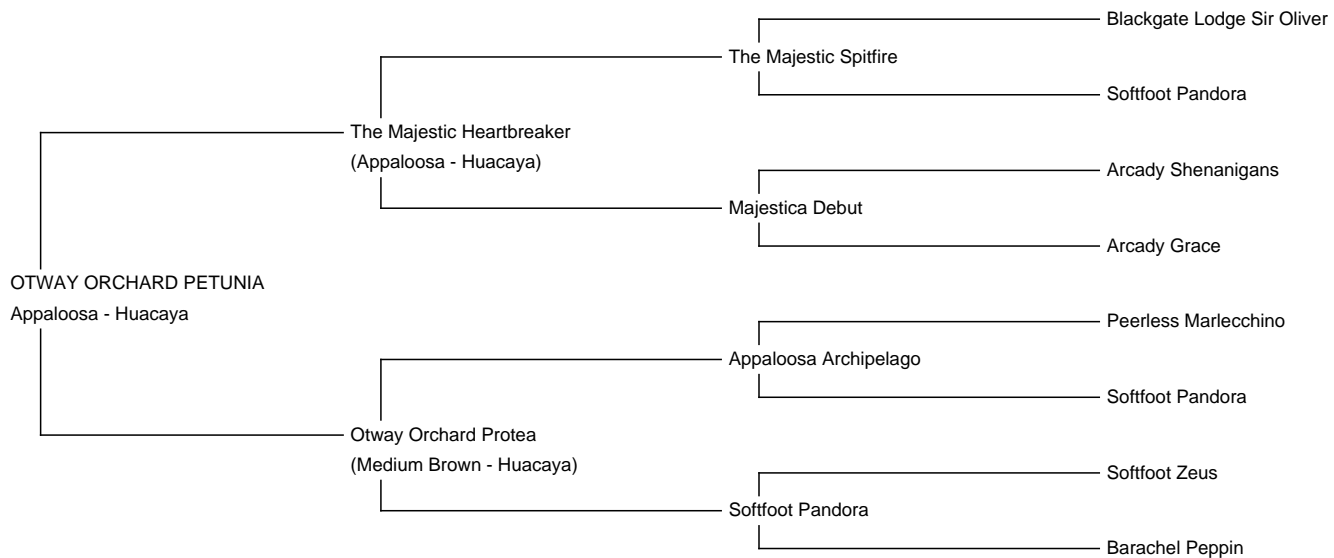 Blackgate Lodge Sir Oliver
The Majestic Spitfire
Softfoot Pandora
The Majestic Heartbreaker
(Appaloosa - Huacaya)
Arcady Shenanigans
Majestica Debut
Arcady Grace
OTWAY ORCHARD PETUNIA
Appaloosa - Huacaya
Peerless Marlecchino
Appaloosa Archipelago
Softfoot Pandora
Otway Orchard Protea
(Medium Brown - Huacaya)
Softfoot Zeus
Softfoot Pandora
Barachel Peppin